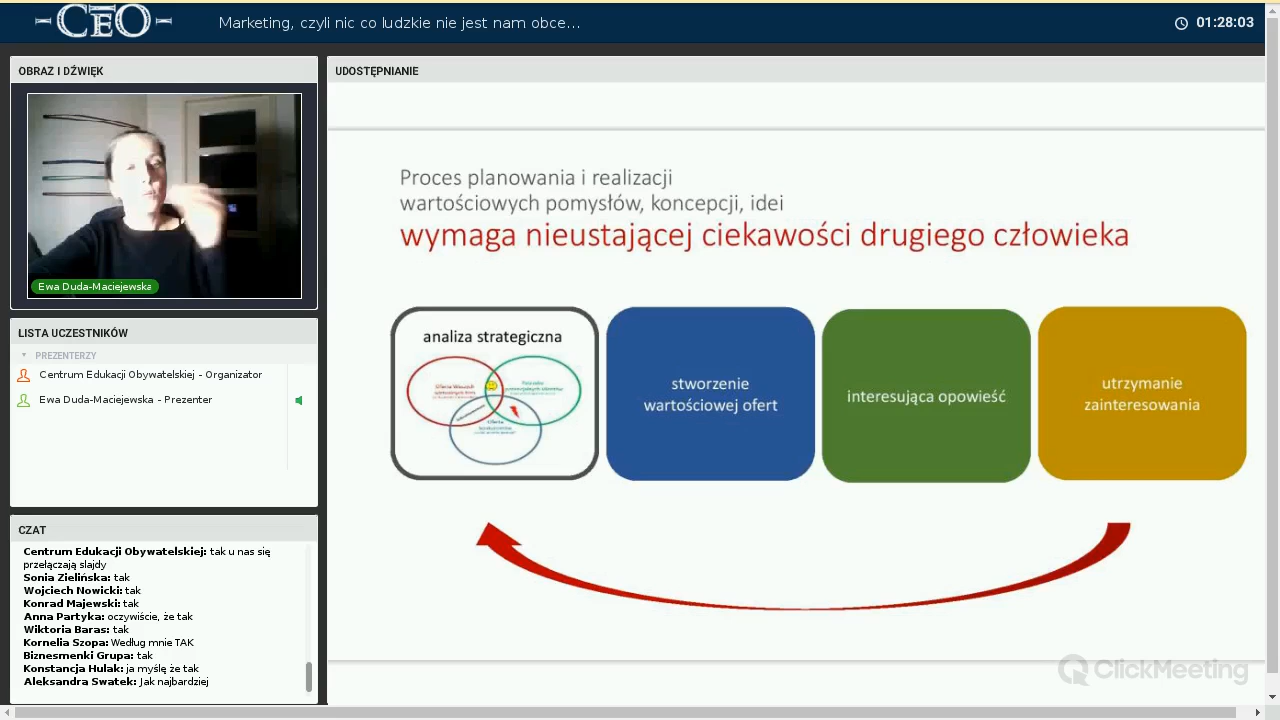 CEO
Marketing, czyli nic co ludzkie nie jest nam obce...
01:28:03
OBRAZ I DŹWIĘK
Ewa Duda-Maciejewska
LISTA UCZESTNIKÓW
PREZENTERZY
Centrum Edukacji Obywatelskiej - Organizator
Ewa Duda-Maciejewska - Prezenter
CZAT
Centrum Edukacji Obywatelskiej: tak u nas się
przełączają slajdy
Sonia Zielińska: tak
Wojciech Nowicki: tak
Konrad Majewski: tak
Anna Partyka: oczywiście, że tak
Wiktoria Baras: tak
Kornelia Szopa: Według mnie TAK
Biznesmenki Grupa: tak
Konstancja Hulak: ja myślę że tak
Aleksandra Swatek: Jak najbardziej
UDOSTĘPNIANIE
Proces planowania i realizacji
wartościowych pomysłów, koncepcji, idei
wymaga nieustającej ciekawości drugiego człowieka
analiza strategiczna
stworzenie
wartościowej ofert
interesująca opowieść
utrzymanie
zainteresowania
ClickMeeting